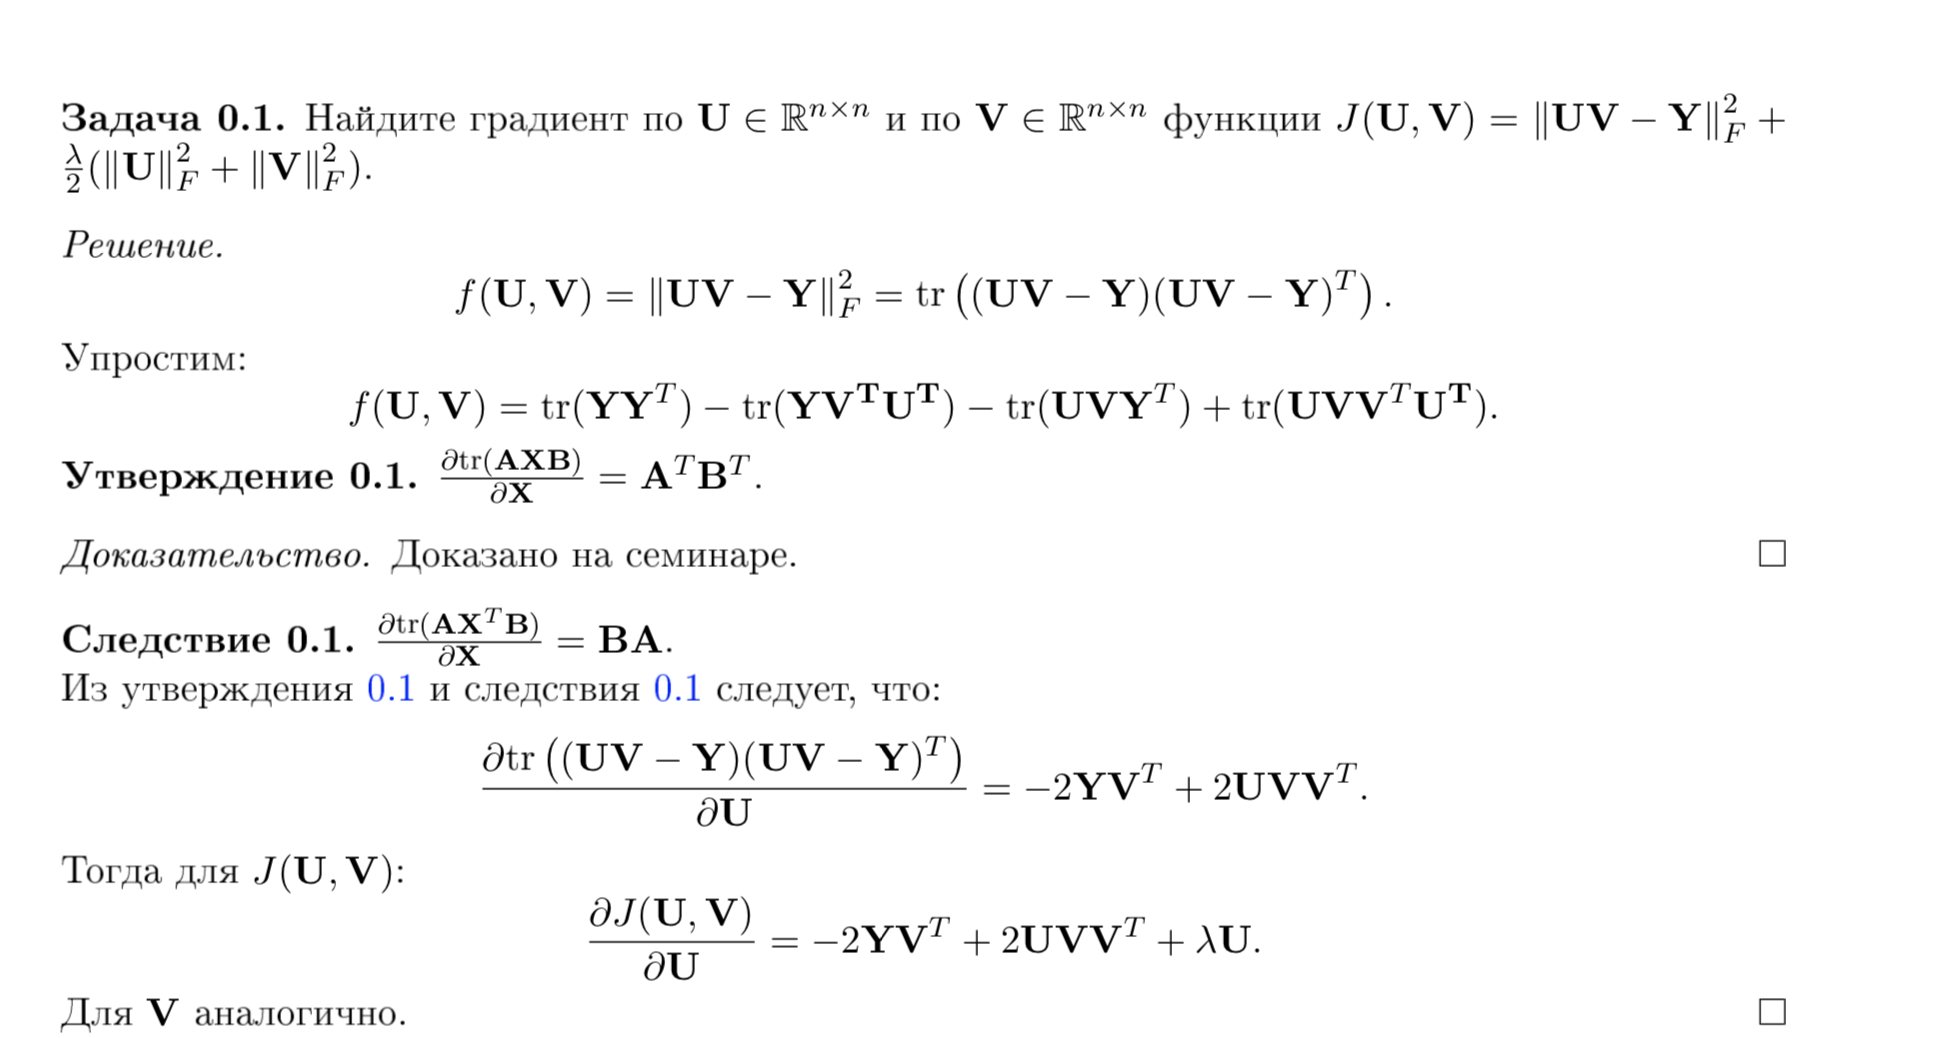 Задача 0.1. Найдите градиент по $\mathbf{U} \in \mathbb{R}^{n \times n}$ и по $\mathbf{V} \in \mathbb{R}^{n \times n}$ функции $J(\mathbf{U}, \mathbf{V}) = \|\mathbf{UV} - \mathbf{Y}\|_F^2 +$
$\frac{\lambda}{2}(\|\mathbf{U}\|_F^2 + \|\mathbf{V}\|_F^2).$
Решение.
$f(\mathbf{U}, \mathbf{V}) = \|\mathbf{UV} - \mathbf{Y}\|_F^2 = \mathrm{tr}\left((\mathbf{UV} - \mathbf{Y})(\mathbf{UV} - \mathbf{Y})^T\right).$
Упростим:
$f(\mathbf{U}, \mathbf{V}) = \mathrm{tr}(\mathbf{YY}^T) - \mathrm{tr}(\mathbf{YV^TU^T}) - \mathrm{tr}(\mathbf{UVY}^T) + \mathrm{tr}(\mathbf{UVV}^T\mathbf{U^T}).$
Утверждение 0.1. $\frac{\partial \mathrm{tr}(\mathbf{AXB})}{\partial \mathbf{X}} = \mathbf{A}^T\mathbf{B}^T.$
Доказательство. Доказано на семинаре. □
Следствие 0.1. $\frac{\partial \mathrm{tr}(\mathbf{AX}^T\mathbf{B})}{\partial \mathbf{X}} = \mathbf{BA}.$
Из утверждения 0.1 и следствия 0.1 следует, что:
$\frac{\partial \mathrm{tr}\left((\mathbf{UV} - \mathbf{Y})(\mathbf{UV} - \mathbf{Y})^T\right)}{\partial \mathbf{U}} = -2\mathbf{YV}^T + 2\mathbf{UVV}^T.$
Тогда для $J(\mathbf{U}, \mathbf{V})$:
$\frac{\partial J(\mathbf{U}, \mathbf{V})}{\partial \mathbf{U}} = -2\mathbf{YV}^T + 2\mathbf{UVV}^T + \lambda\mathbf{U}.$
Для $\mathbf{V}$ аналогично. □